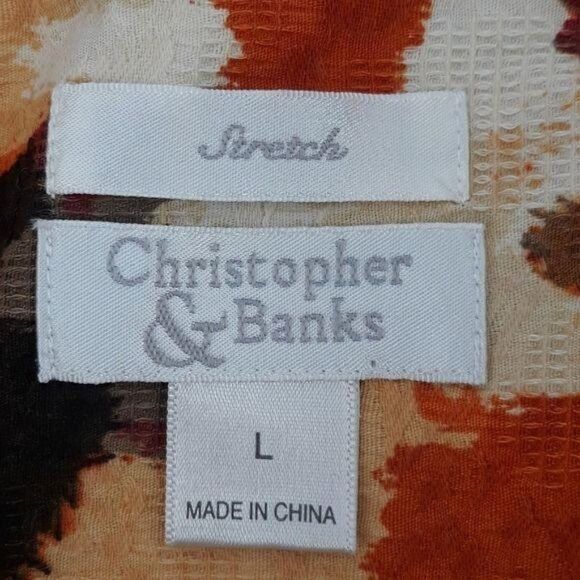 Stretch
Christopher
& Banks
L
MADE IN CHINA